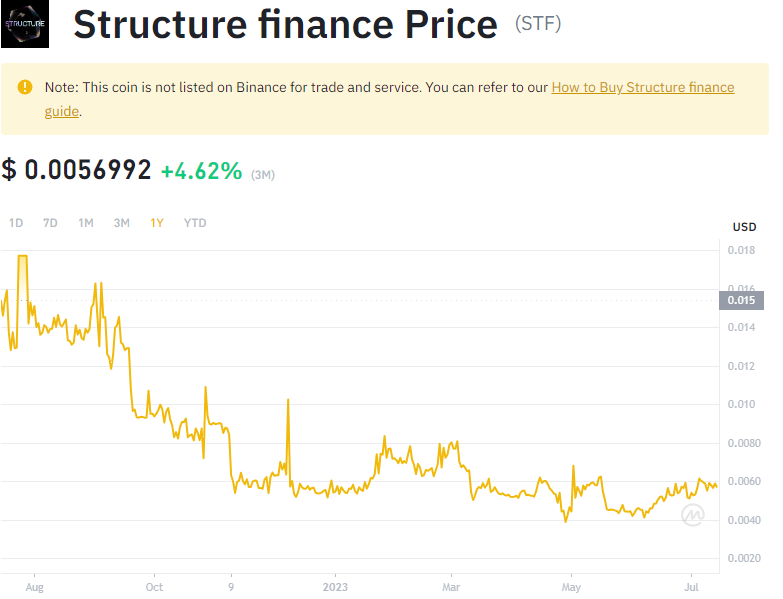 STRUCTURE
Structure finance Price (STF)
Note: This coin is not listed on Binance for trade and service. You can refer to our How to Buy Structure finance
guide.
$ 0.0056992 +4.62% (3M)
1D 7D 1M 3M 1Y YTD
USD
0.018
0.016
0.015
0.014
0.012
0.010
0.0080
0.0060
0.0040
0.0020
Aug Oct 9 2023 Mar May Jul